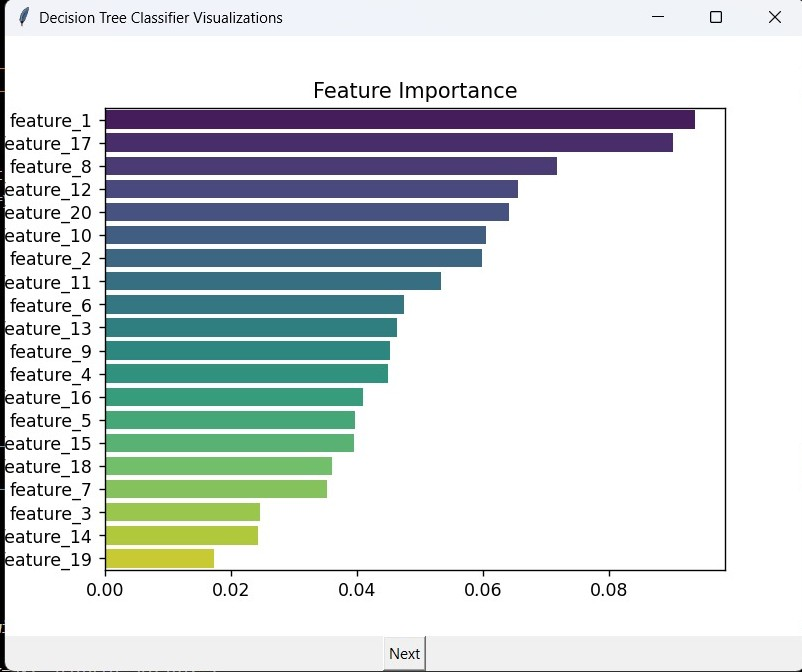 Decision Tree Classifier Visualizations
Feature Importance
feature_1
eature_17
feature_8
eature_12
eature_20
eature_10
feature_2
eature_11
feature_6
eature_13
feature_9
feature_4
eature_16
feature_5
eature_15
eature_18
feature_7
feature_3
eature_14
eature_19
0.00 0.02 0.04 0.06 0.08
Next